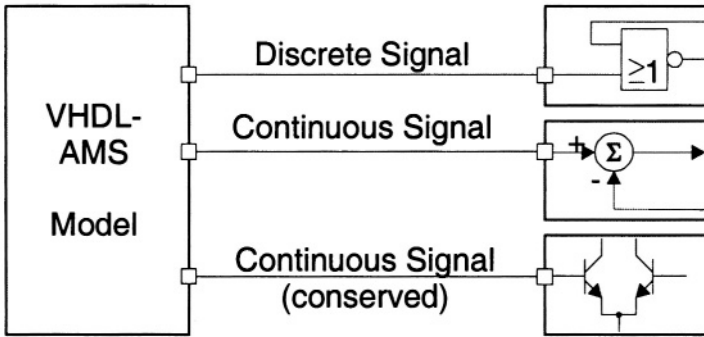 VHDL-
AMS
Model
Discrete Signal
Continuous Signal
Continuous Signal
(conserved)
≥1
+
Σ
-